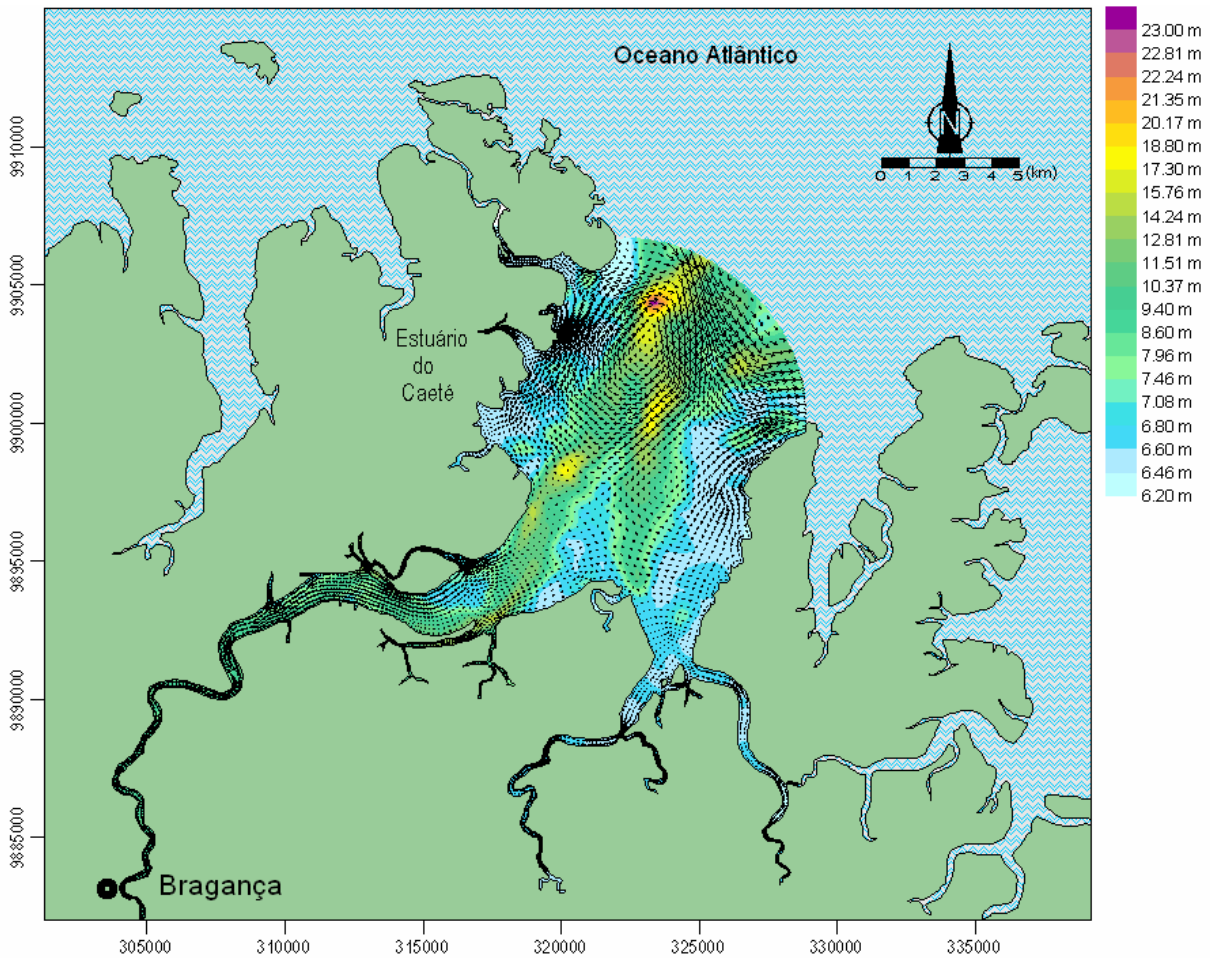 Oceano Atlântico
N
0 1 2 3 4 5 (km)
23.00 m
22.81 m
22.24 m
21.35 m
20.17 m
18.80 m
17.30 m
15.76 m
14.24 m
12.81 m
11.51 m
10.37 m
9.40 m
8.60 m
7.96 m
7.46 m
7.08 m
6.80 m
6.60 m
6.46 m
6.20 m
9910000
9905000
9900000
9895000
9890000
9885000
Estuário
do
Caeté
Bragança
305000 310000 315000 320000 325000 330000 335000